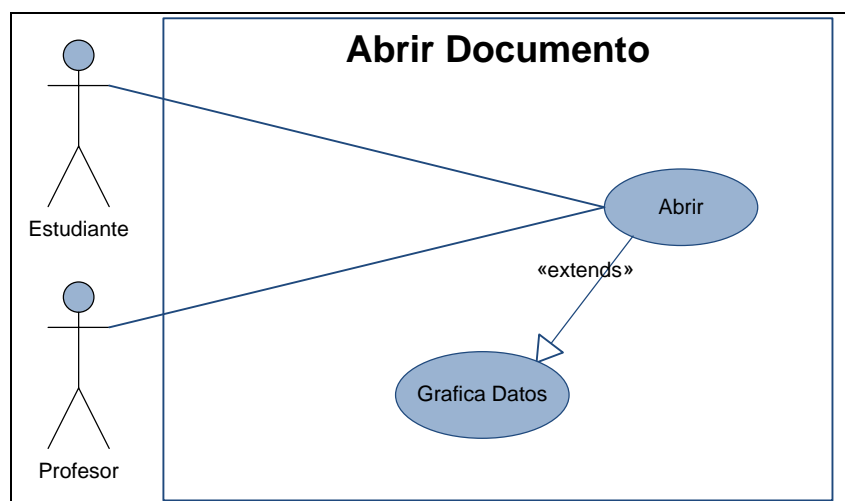 Abrir Documento
Estudiante
Abrir
«extends»
Grafica Datos
Profesor